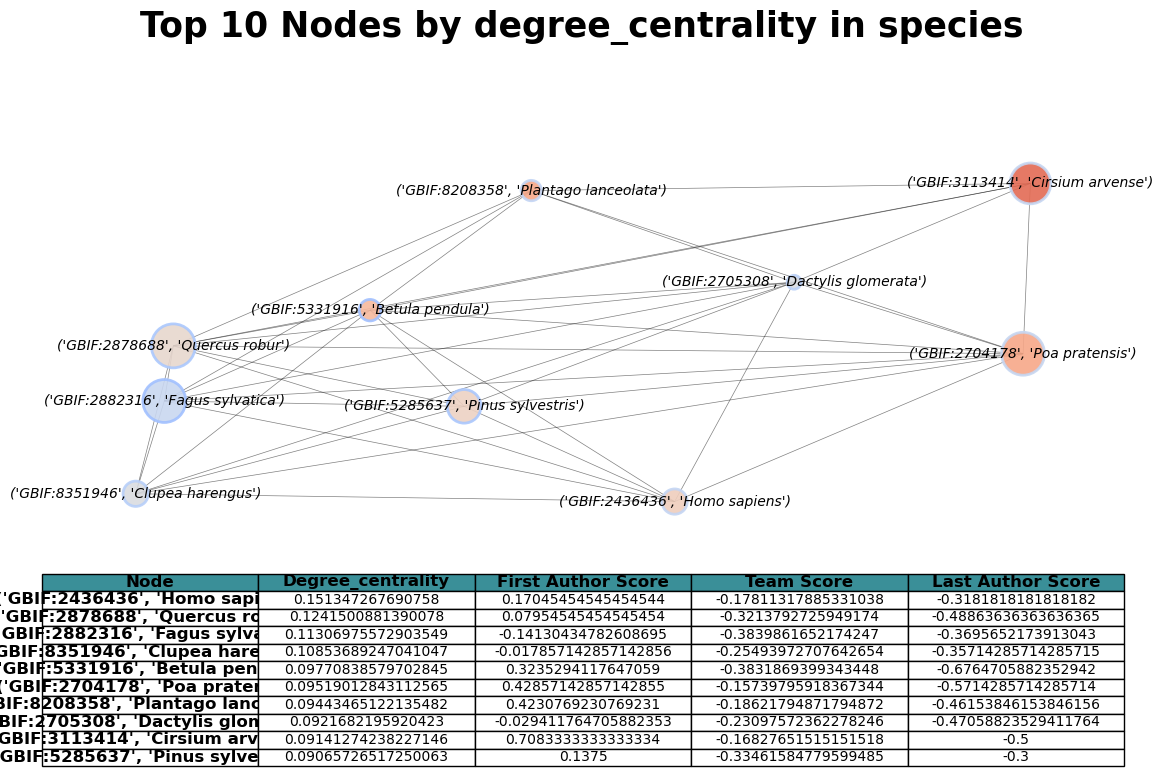 Top 10 Nodes by degree_centrality in species
('GBIF:3113414', 'Cirsium arvense')
('GBIF:8208358', 'Plantago lanceolata')
('GBIF:2705308', 'Dactylis glomerata')
('GBIF:5331916', 'Betula pendula')
('GBIF:2878688', 'Quercus robur')
('GBIF:2704178', 'Poa pratensis')
('GBIF:2882316', 'Fagus sylvatica')
('GBIF:5285637', 'Pinus sylvestris')
('GBIF:8351946', 'Clupea harengus')
('GBIF:2436436', 'Homo sapiens')
Node Degree_centrality First Author Score Team Score Last Author Score
('GBIF:2436436', 'Homo sapi 0.151347267690758 0.17045454545454544 -0.17811317885331038 -0.3181818181818182
'GBIF:2878688', 'Quercus ro 0.1241500881390078 0.07954545454545454 -0.3213792725949174 -0.48863636363636365
GBIF:2882316', 'Fagus sylva 0.11306975572903549 -0.14130434782608695 -0.3839861652174247 -0.3695652173913043
GBIF:8351946', 'Clupea hare 0.10853689247041047 -0.017857142857142856 -0.25493972707642654 -0.35714285714285715
'GBIF:5331916', 'Betula pen 0.09770838579702845 0.3235294117647059 -0.3831869399343448 -0.6764705882352942
('GBIF:2704178', 'Poa praten 0.09519012843112565 0.42857142857142855 -0.15739795918367344 -0.5714285714285714
BIF:8208358', 'Plantago lanc 0.09443465122135482 0.4230769230769231 -0.18621794871794872 -0.46153846153846156
GBIF:2705308', 'Dactylis glom 0.0921682195920423 -0.029411764705882353 -0.23097572362278246 -0.47058823529411764
GBIF:3113414', 'Cirsium arv 0.09141274238227146 0.7083333333333334 -0.16827651515151518 -0.5
GBIF:5285637', 'Pinus sylve 0.09065726517250063 0.1375 -0.33461584779599485 -0.3